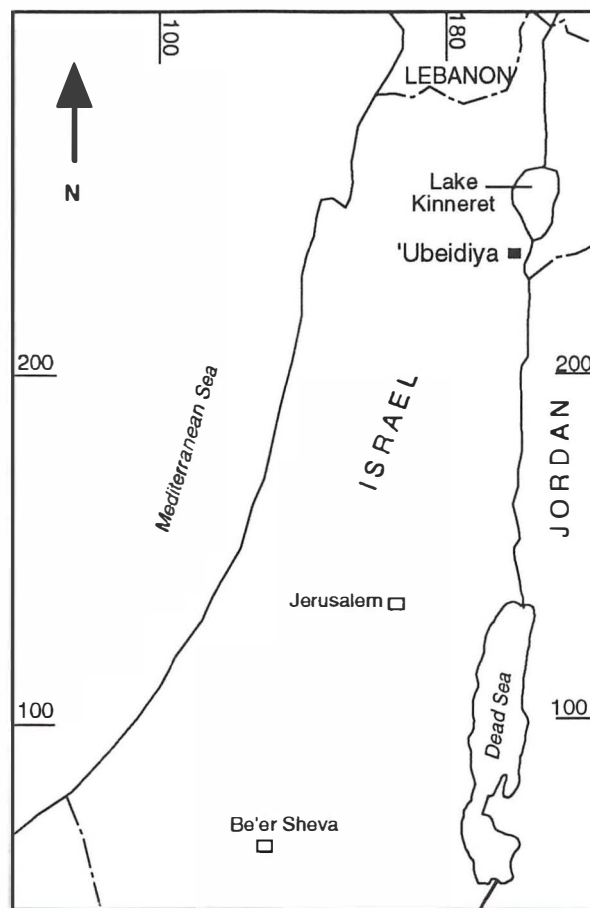 100
180
LEBANON
N
Lake
Kinneret
'Ubeidiya
200
200
Mediterranean Sea
ISRAEL
JORDAN
Jerusalem
100
100
Dead Sea
Be'er Sheva